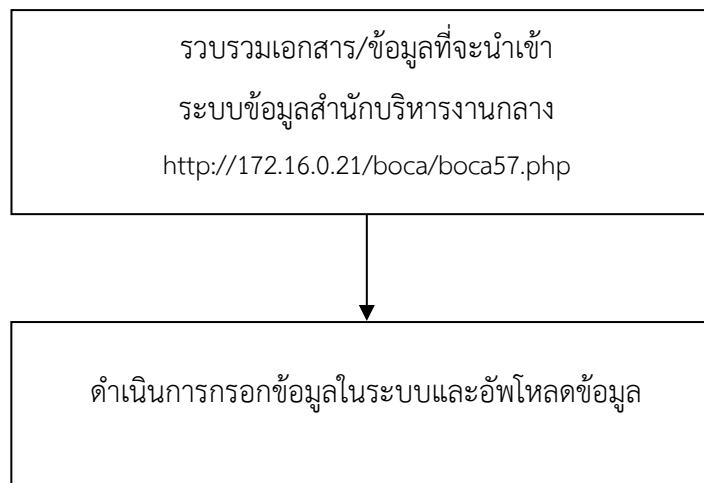 รวบรวมเอกสาร/ข้อมูลที่จะนำเข้า
ระบบข้อมูลสำนักบริหารงานกลาง
http://172.16.0.21/boca/boca57.php
ดำเนินการกรอกข้อมูลในระบบและอัพโหลดข้อมูล